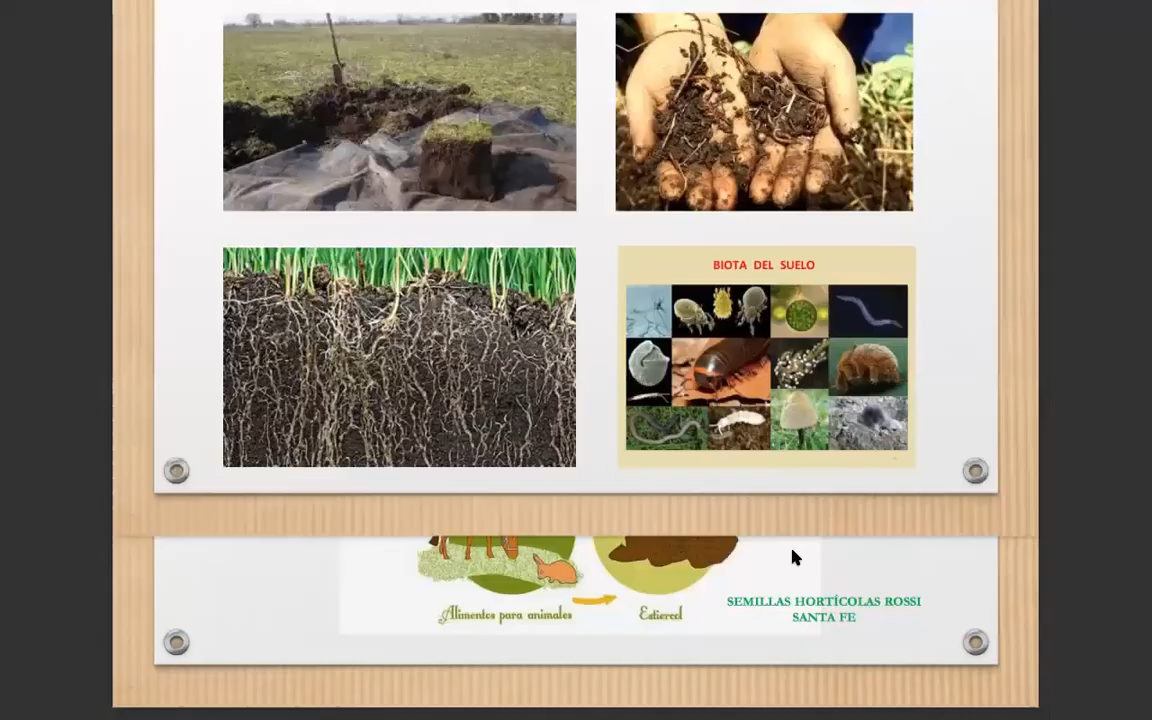 BIOTA DEL SUELO
Alimentos para animales
Estiercol
SEMILLAS HORTÍCOLAS ROSSI
SANTA FE